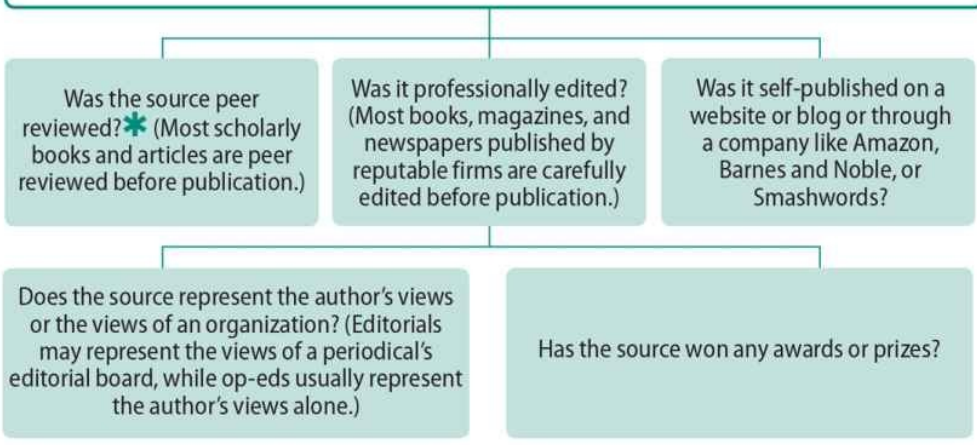 Was the source peer
reviewed?✱ (Most scholarly
books and articles are peer
reviewed before publication.)
Was it professionally edited?
(Most books, magazines, and
newspapers published by
reputable firms are carefully
edited before publication.)
Was it self-published on a
website or blog or through
a company like Amazon,
Barnes and Noble, or
Smashwords?
Does the source represent the author's views
or the views of an organization? (Editorials
may represent the views of a periodical's
editorial board, while op-eds usually represent
the author's views alone.)
Has the source won any awards or prizes?